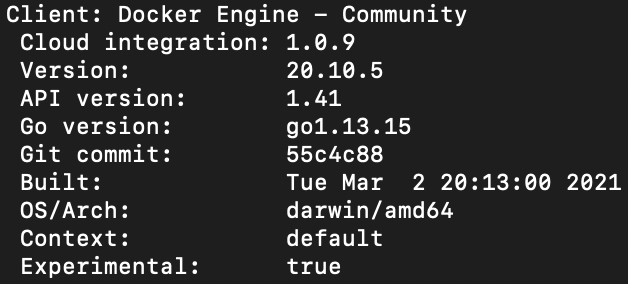 Client: Docker Engine - Community
 Cloud integration: 1.0.9
 Version:           20.10.5
 API version:       1.41
 Go version:        go1.13.15
 Git commit:        55c4c88
 Built:             Tue Mar  2 20:13:00 2021
 OS/Arch:           darwin/amd64
 Context:           default
 Experimental:      true